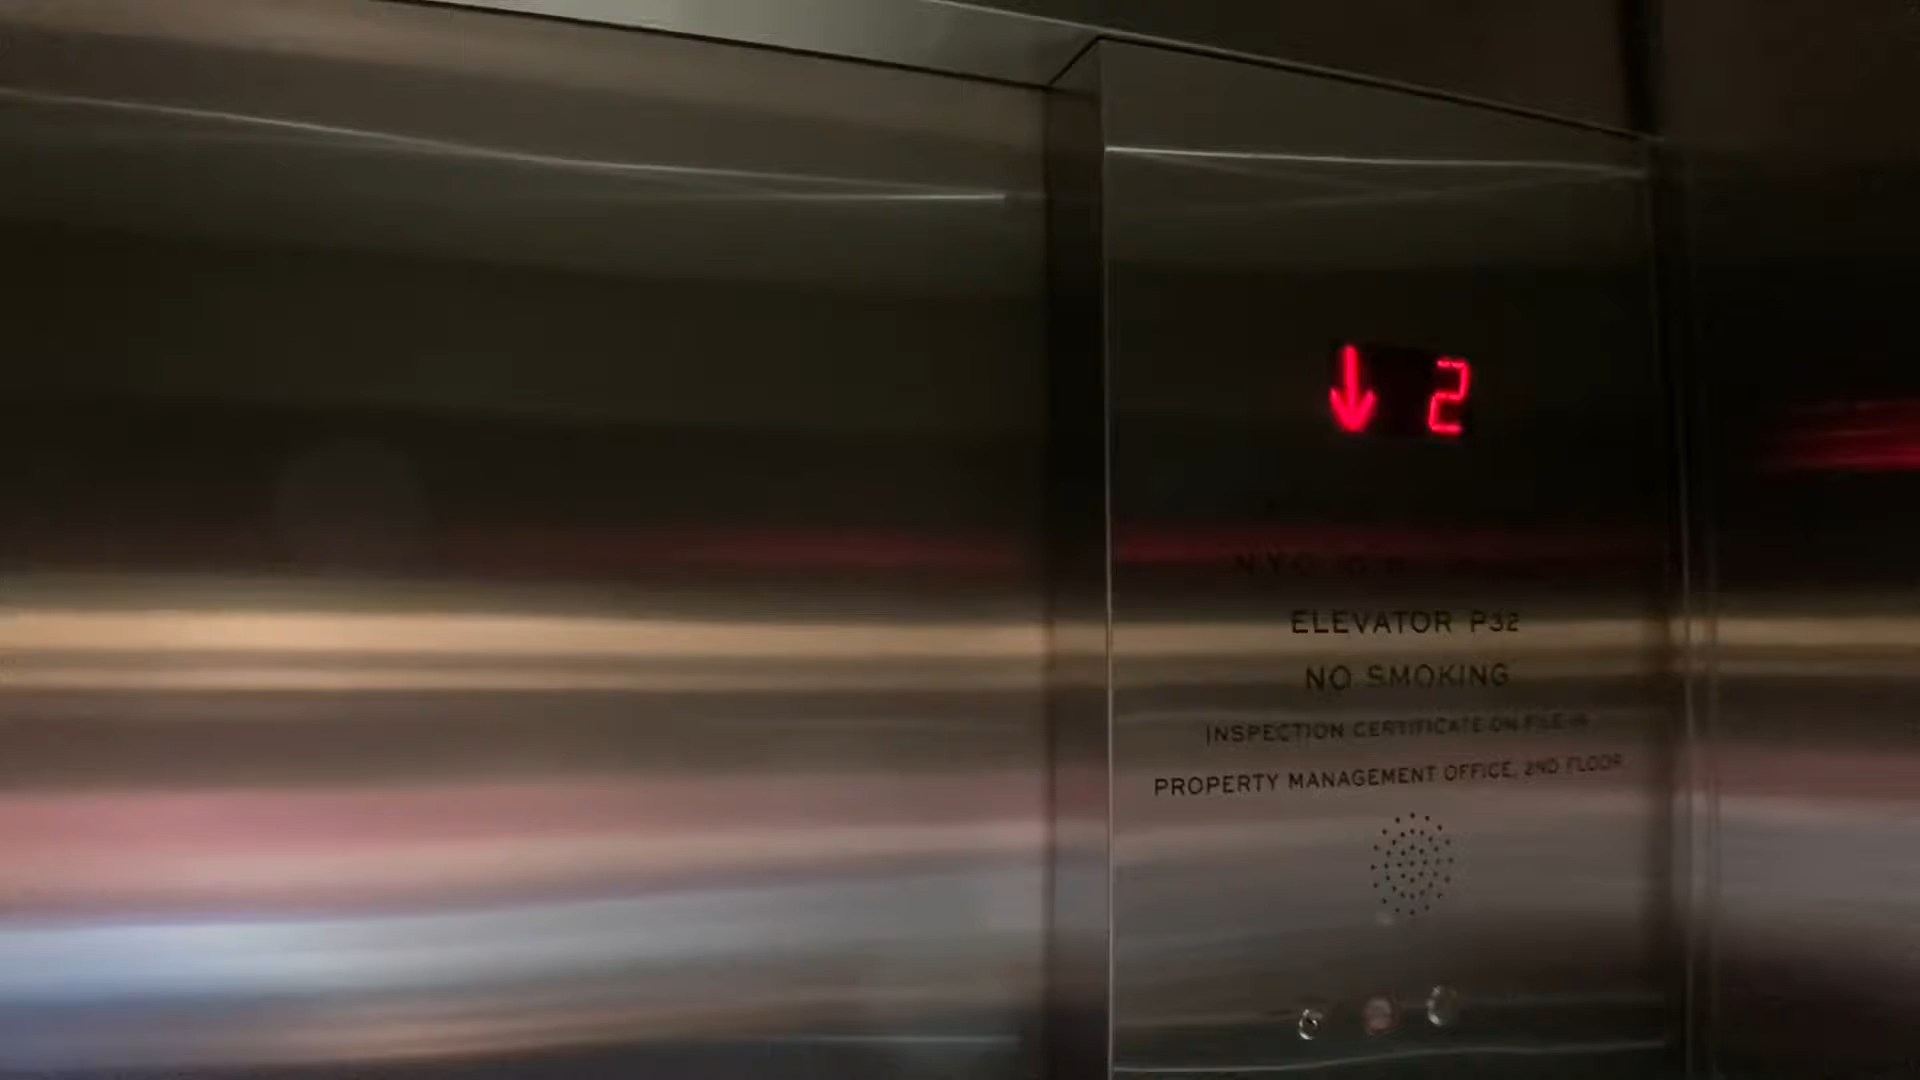 ↓ 2
ELEVATOR P32
NO SMOKING
INSPECTION CERTIFICATE ON FILE IN
PROPERTY MANAGEMENT OFFICE, 2ND FLOOR